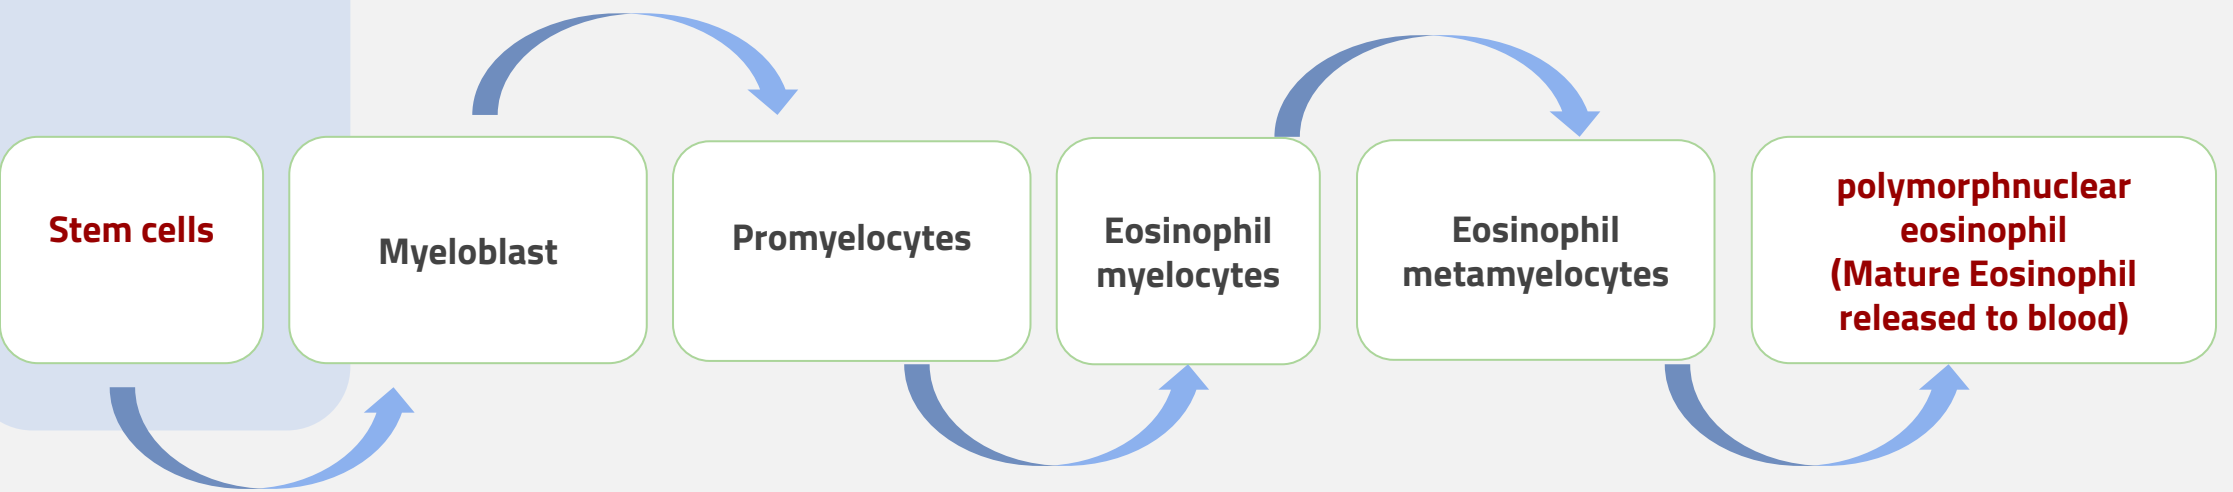 Stem cells
Myeloblast
Promyelocytes
Eosinophil
myelocytes
Eosinophil
metamyelocytes
polymorphnuclear
eosinophil
(Mature Eosinophil
released to blood)